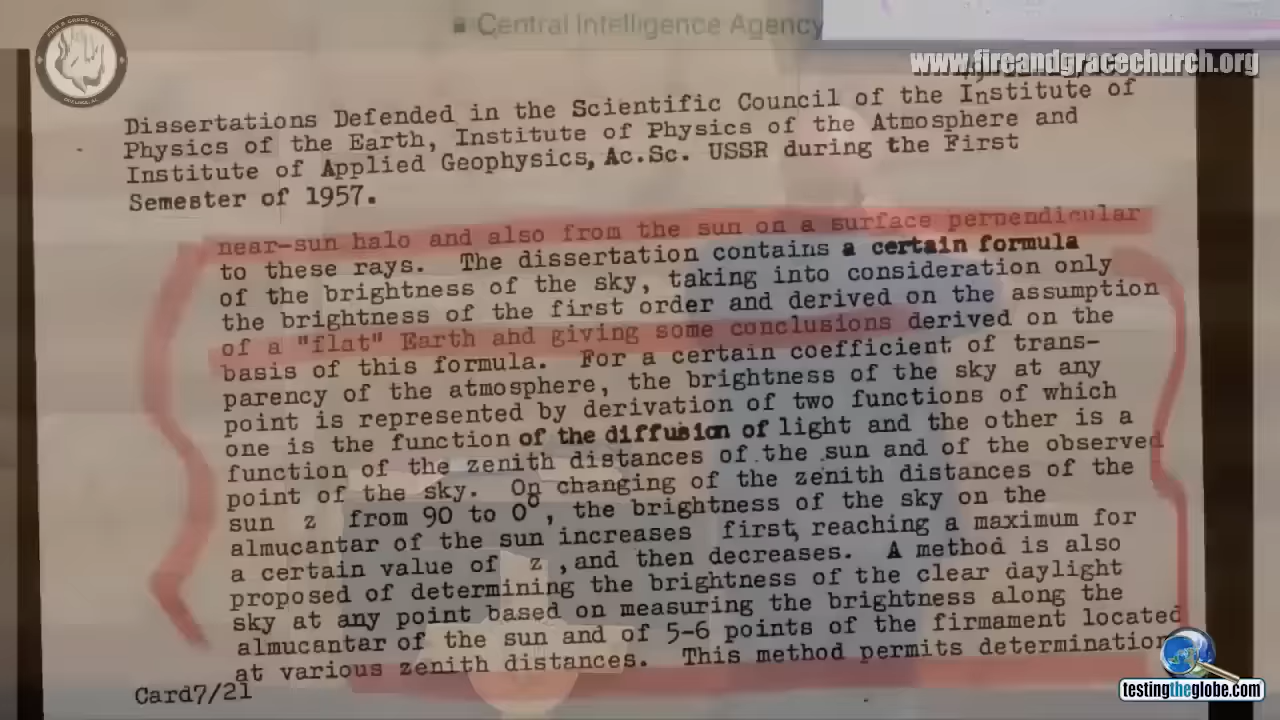 Central Intelligence Agency
www.fireandgracechurch.org
Dissertations Defended in the Scientific Council of the Institute of
Physics of the Earth, Institute of Physics of the Atmosphere and
Institute of Applied Geophysics, Ac.Sc. USSR during the First
Semester of 1957.
near-sun halo and also from the sun on a surface perpendicular
to these rays. The dissertation contains a certain formula
of the brightness of the sky, taking into consideration only
the brightness of the first order and derived on the assumption
of a "flat" Earth and giving some conclusions derived on the
basis of this formula. For a certain coefficient of trans-
parency of the atmosphere, the brightness of the sky at any
point is represented by derivation of two functions of which
one is the function of the diffusion of light and the other is a
function of the zenith distances of the sun and of the observed
point of the sky. On changing of the zenith distances of the
sun z from 90 to 0°, the brightness of the sky on the
almucantar of the sun increases first, reaching a maximum for
a certain value of z , and then decreases. A method is also
proposed of determining the brightness of the clear daylight
sky at any point based on measuring the brightness along the
almucantar of the sun and of 5-6 points of the firmament located
at various zenith distances. This method permits determination
Card7/21
testingtheglobe.com